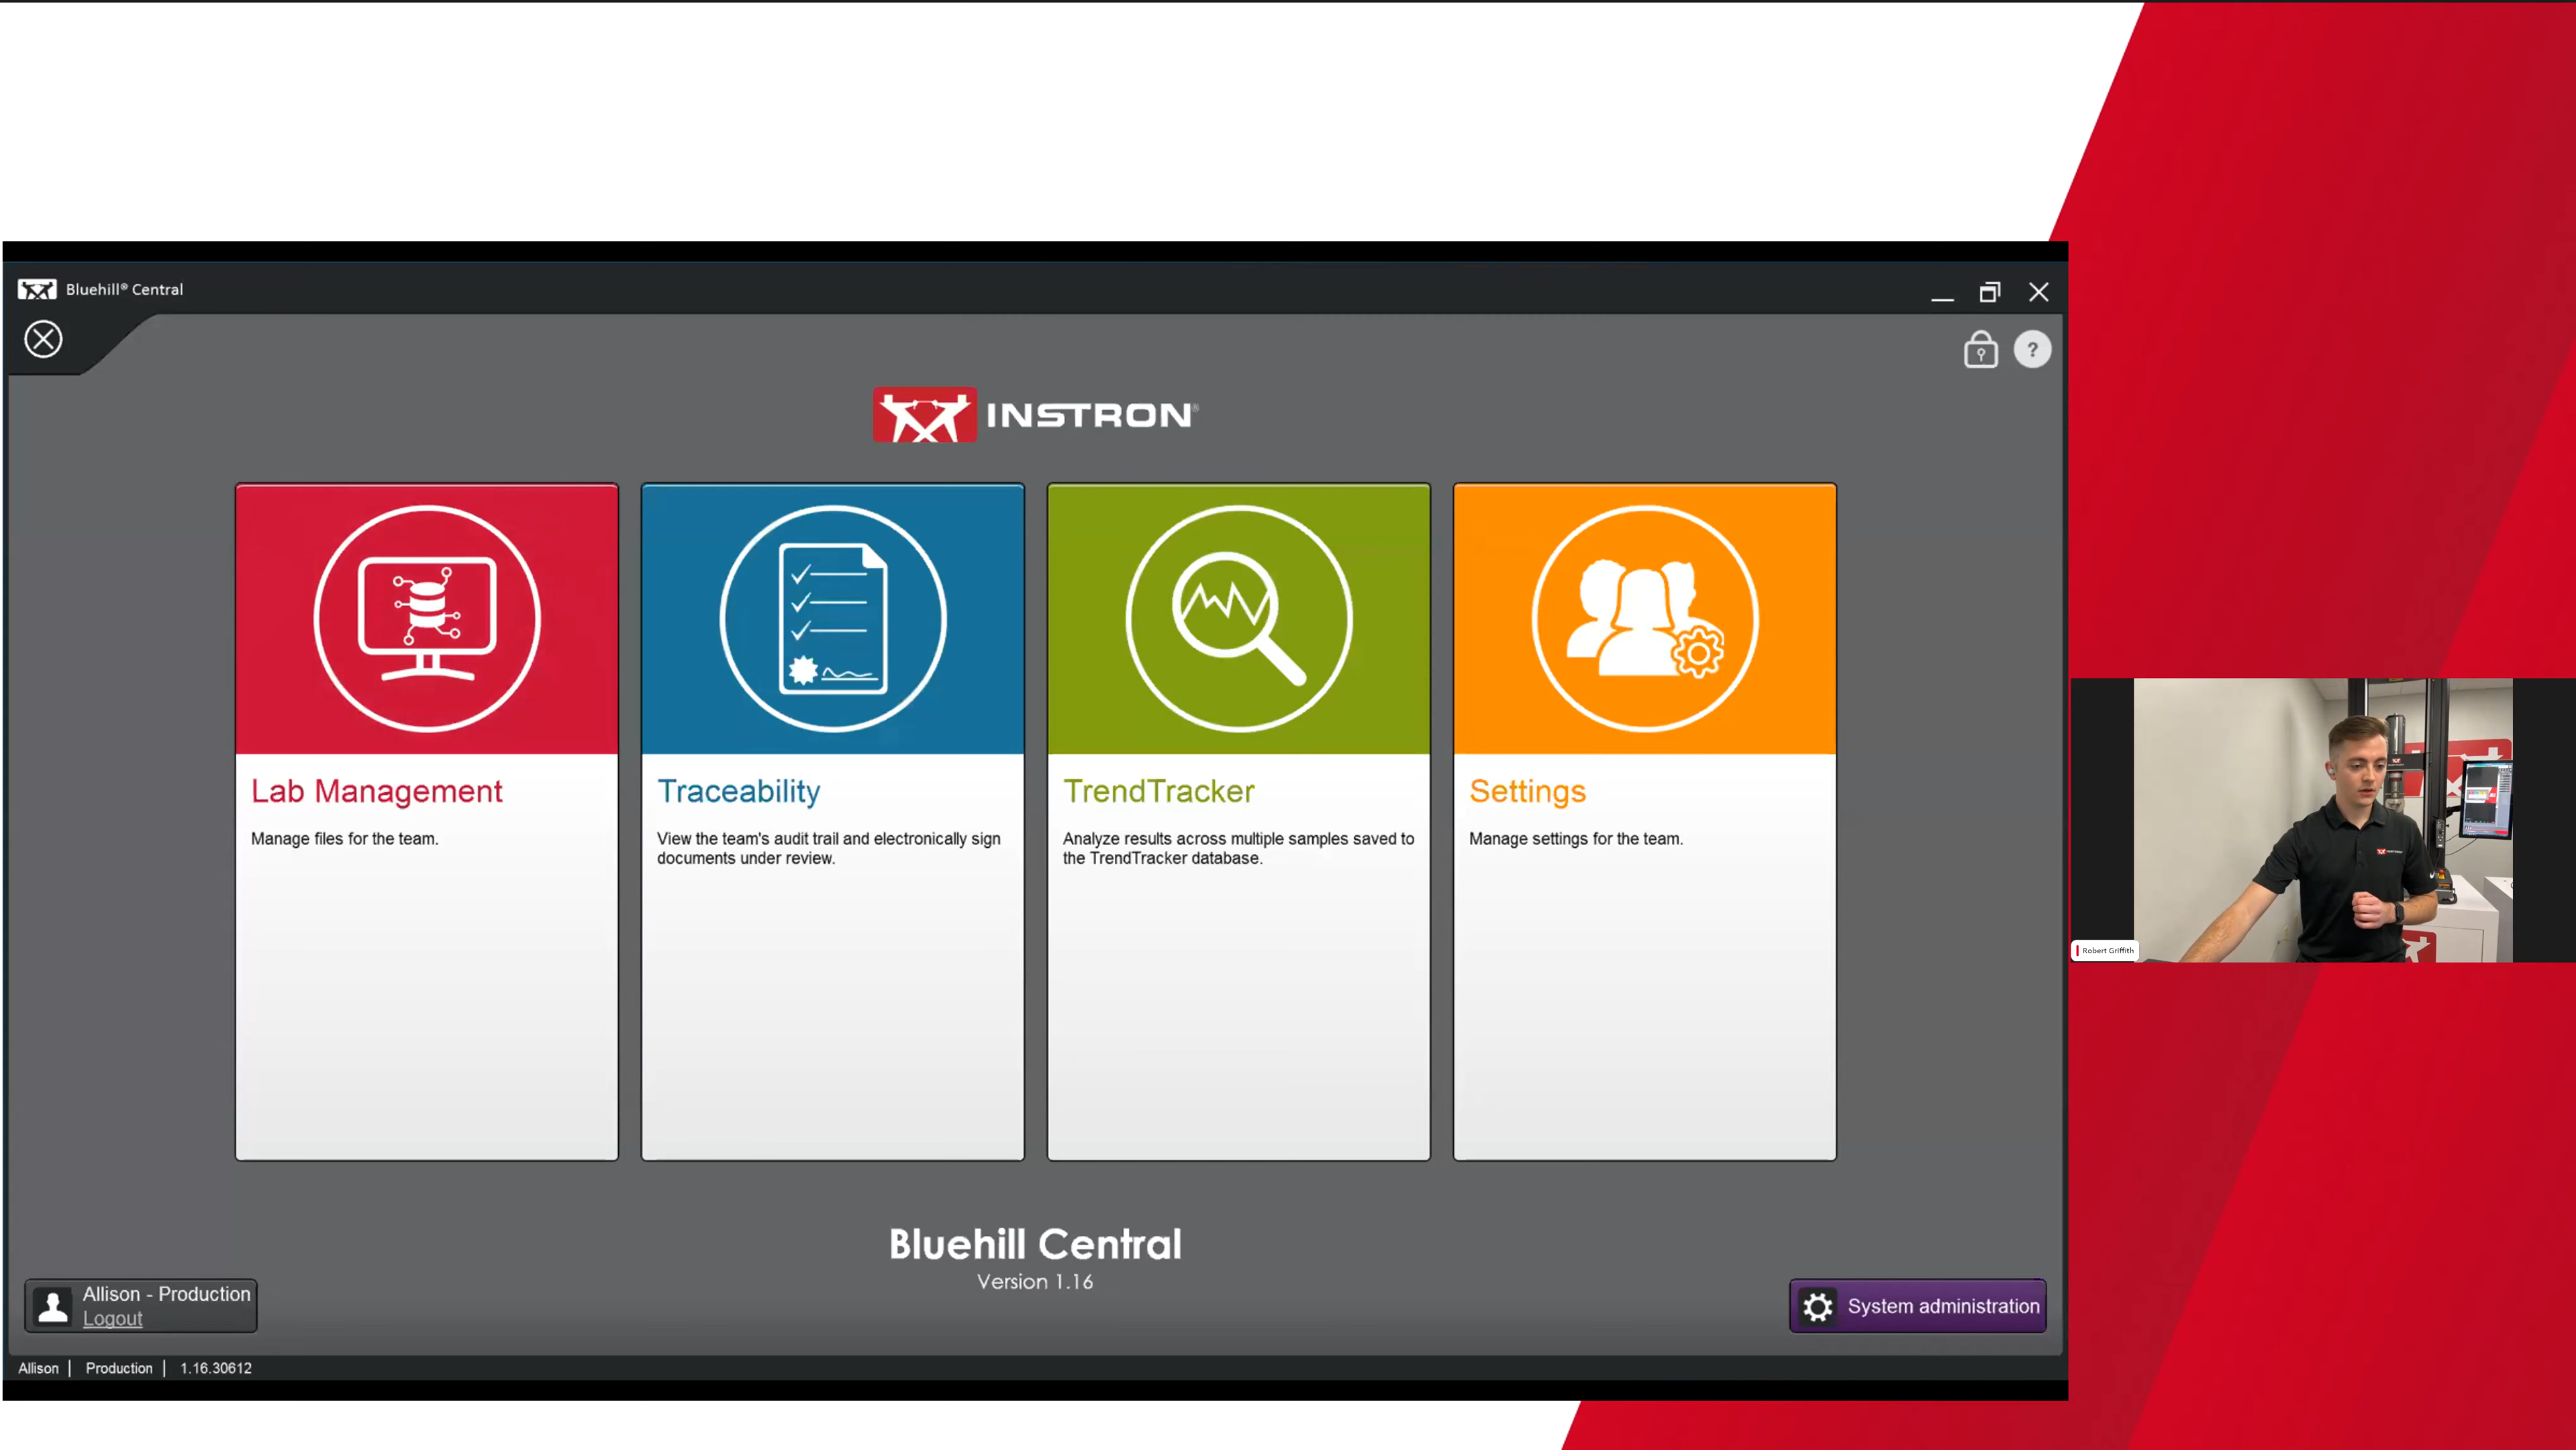 Bluehill® Central
?
INSTRON®
Lab Management
Manage files for the team.
Traceability
View the team's audit trail and electronically sign
documents under review.
TrendTracker
Analyze results across multiple samples saved to
the TrendTracker database.
Settings
Manage settings for the team.
Robert Griffith
Bluehill Central
Version 1.16
Allison - Production
Logout
System administration
Allison | Production | 1.16.30612